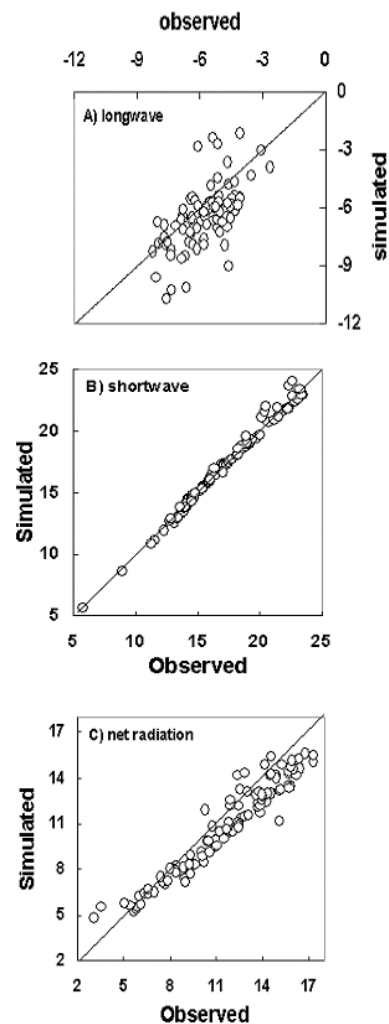 observed
-12 -9 -6 -3 0
0
A) longwave
-3
-6
-9
-12
simulated
25
B) shortwave
20
15
10
5
Simulated
5 10 15 20 25
Observed
17
C) net radiation
14
11
8
5
2
Simulated
2 5 8 11 14 17
Observed